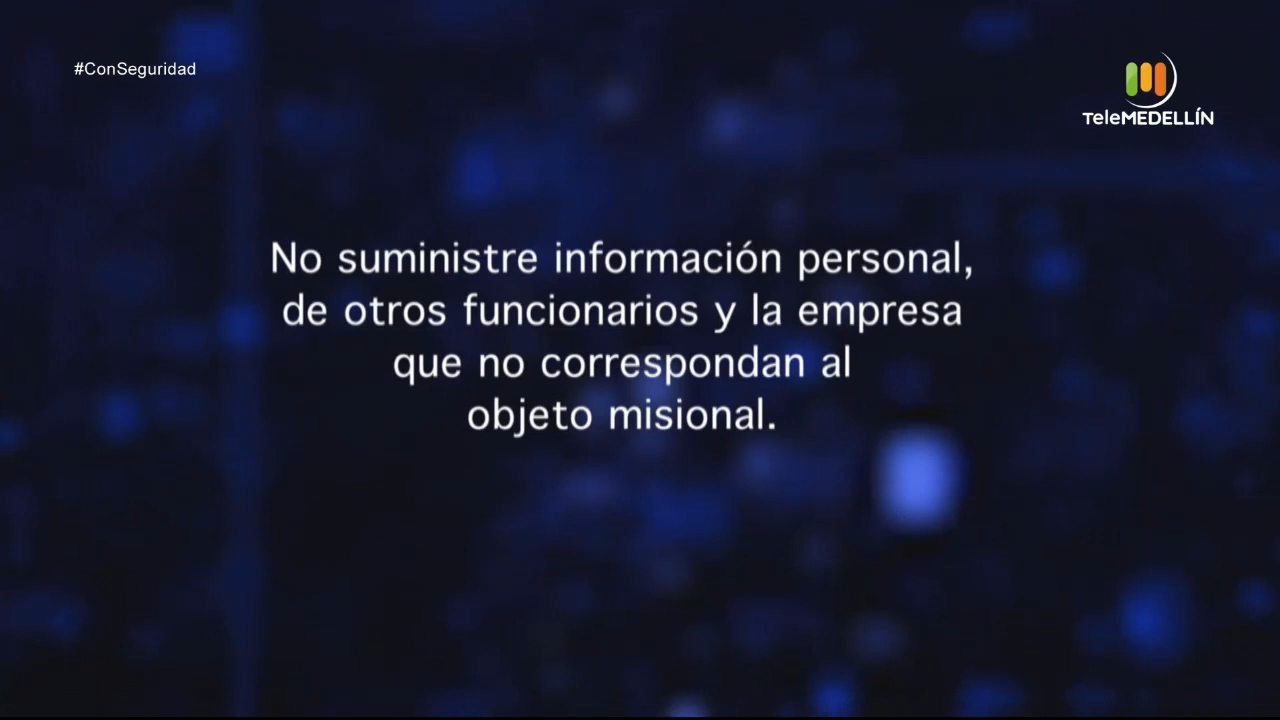 #ConSeguridad
TeleMEDELLÍN
No suministre información personal,
de otros funcionarios y la empresa
que no correspondan al
objeto misional.